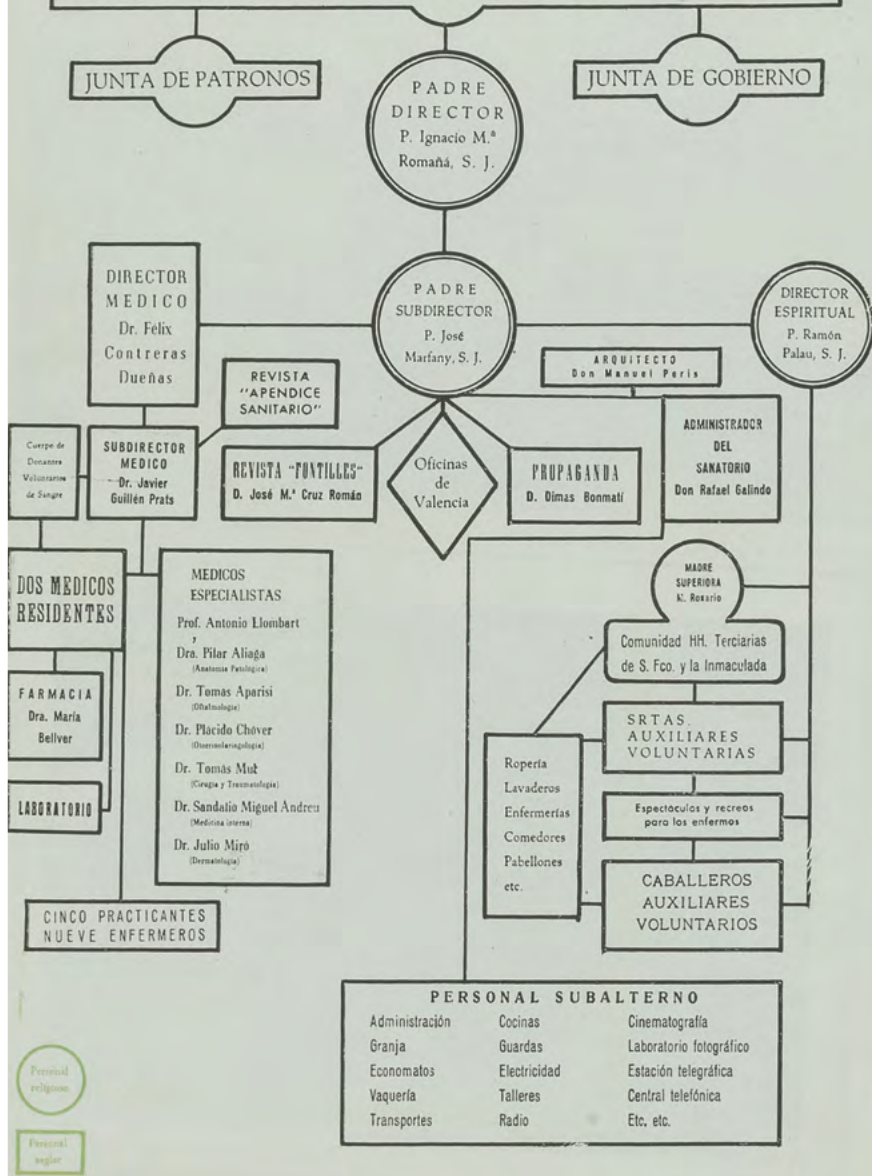 JUNTA DE PATRONOS
JUNTA DE GOBIERNO
PADRE
DIRECTOR
P. Ignacio M.ª
Romañá, S. J.
DIRECTOR
MEDICO
Dr. Félix
Contreras
Dueñas
PADRE
SUBDIRECTOR
P. José
Marfany, S. J.
DIRECTOR
ESPIRITUAL
P. Ramón
Palau, S. J.
ARQUITECTO
Don Manuel Peris
REVISTA
"APENDICE
SANITARIO"
Cuerpo de
Donantes
Voluntarios
de Sangre
SUBDIRECTOR
MEDICO
Dr. Javier
Guillén Prats
REVISTA "FONTILLES"
D. José M.ª Cruz Román
Oficinas
de
Valencia
PROPAGANDA
D. Dimas Bonmatí
ADMINISTRADOR
DEL
SANATORIO
Don Rafael Galindo
DOS MEDICOS
RESIDENTES
MEDICOS
ESPECIALISTAS
Prof. Antonio Llombart
y
Dra. Pilar Aliaga
(Anatomía Patológica)
Dr. Tomás Aparisi
(Oftalmología)
Dr. Plácido Chóver
(Otorrinolaringología)
Dr. Tomás Mut
(Cirugía y Traumatología)
Dr. Sandalio Miguel Andreu
(Medicina interna)
Dr. Julio Miró
(Dermatología)
FARMACIA
Dra. María
Bellver
LABORATORIO
CINCO PRACTICANTES
NUEVE ENFERMEROS
MADRE
SUPERIORA
M. Rosario
Comunidad HH. Terciarias
de S. Fco. y la Inmaculada
SRTAS.
AUXILIARES
VOLUNTARIAS
Ropería
Lavaderos
Enfermerías
Comedores
Pabellones
etc.
Espectáculos y recreos
para los enfermos
CABALLEROS
AUXILIARES
VOLUNTARIOS
PERSONAL SUBALTERNO
Administración
Granja
Economatos
Vaquería
Transportes
Cocinas
Guardas
Electricidad
Talleres
Radio
Cinematografía
Laboratorio fotográfico
Estación telegráfica
Central telefónica
Etc. etc.
Personal
religioso
Personal
seglar